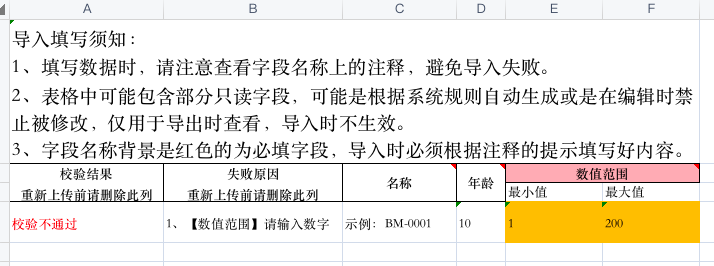 A B C D E F
导入填写须知：
1、填写数据时，请注意查看字段名称上的注释，避免导入失败。
2、表格中可能包含部分只读字段，可能是根据系统规则自动生成或是在编辑时禁
止被修改，仅用于导出时查看，导入时不生效。
3、字段名称背景是红色的为必填字段，导入时必须根据注释的提示填写好内容。
校验结果 失败原因 名称 年龄 数值范围
重新上传前请删除此列 重新上传前请删除此列 最小值 最大值
校验不通过 1、【数值范围】请输入数字 示例：BM-0001 10 1 200